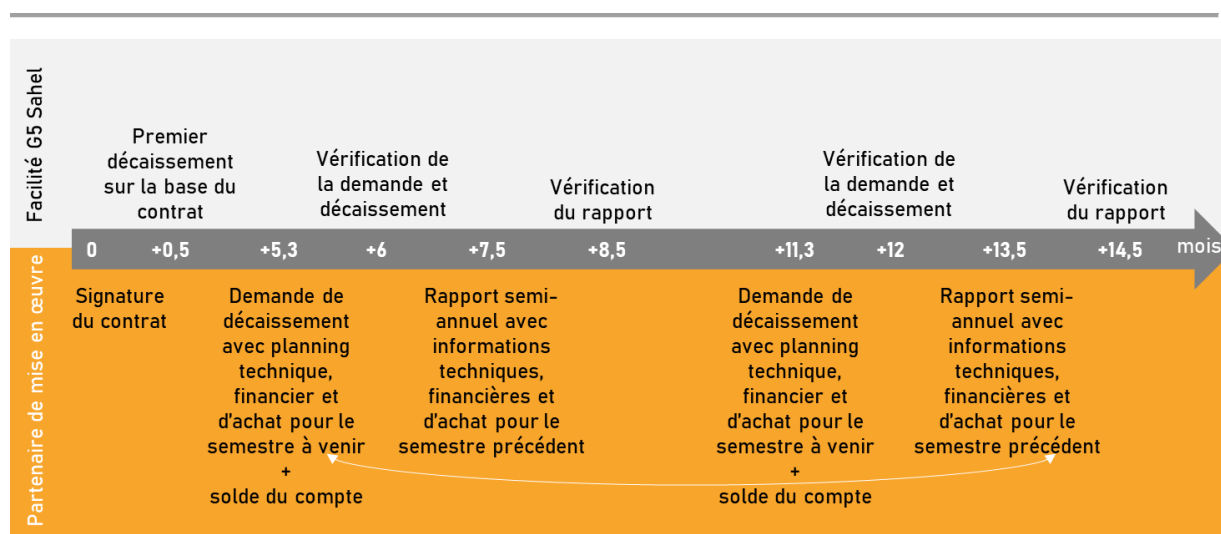 Facilité G5 Sahel
Premier
décaissement
sur la base du
contrat
Vérification de
la demande et
décaissement
Vérification
du rapport
Vérification de
la demande et
décaissement
Vérification
du rapport
0 +0,5 +5,3 +6 +7,5 +8,5 +11,3 +12 +13,5 +14,5 mois
Partenaire de mise en œuvre
Signature
du contrat
Demande de
décaissement
avec planning
technique,
financier et
d'achat pour le
semestre à venir
+
solde du compte
Rapport semi-
annuel avec
informations
techniques,
financières et
d'achat pour le
semestre précédent
Demande de
décaissement
avec planning
technique,
financier et
d'achat pour le
semestre à venir
+
solde du compte
Rapport semi-
annuel avec
informations
techniques,
financières et
d'achat pour le
semestre précédent